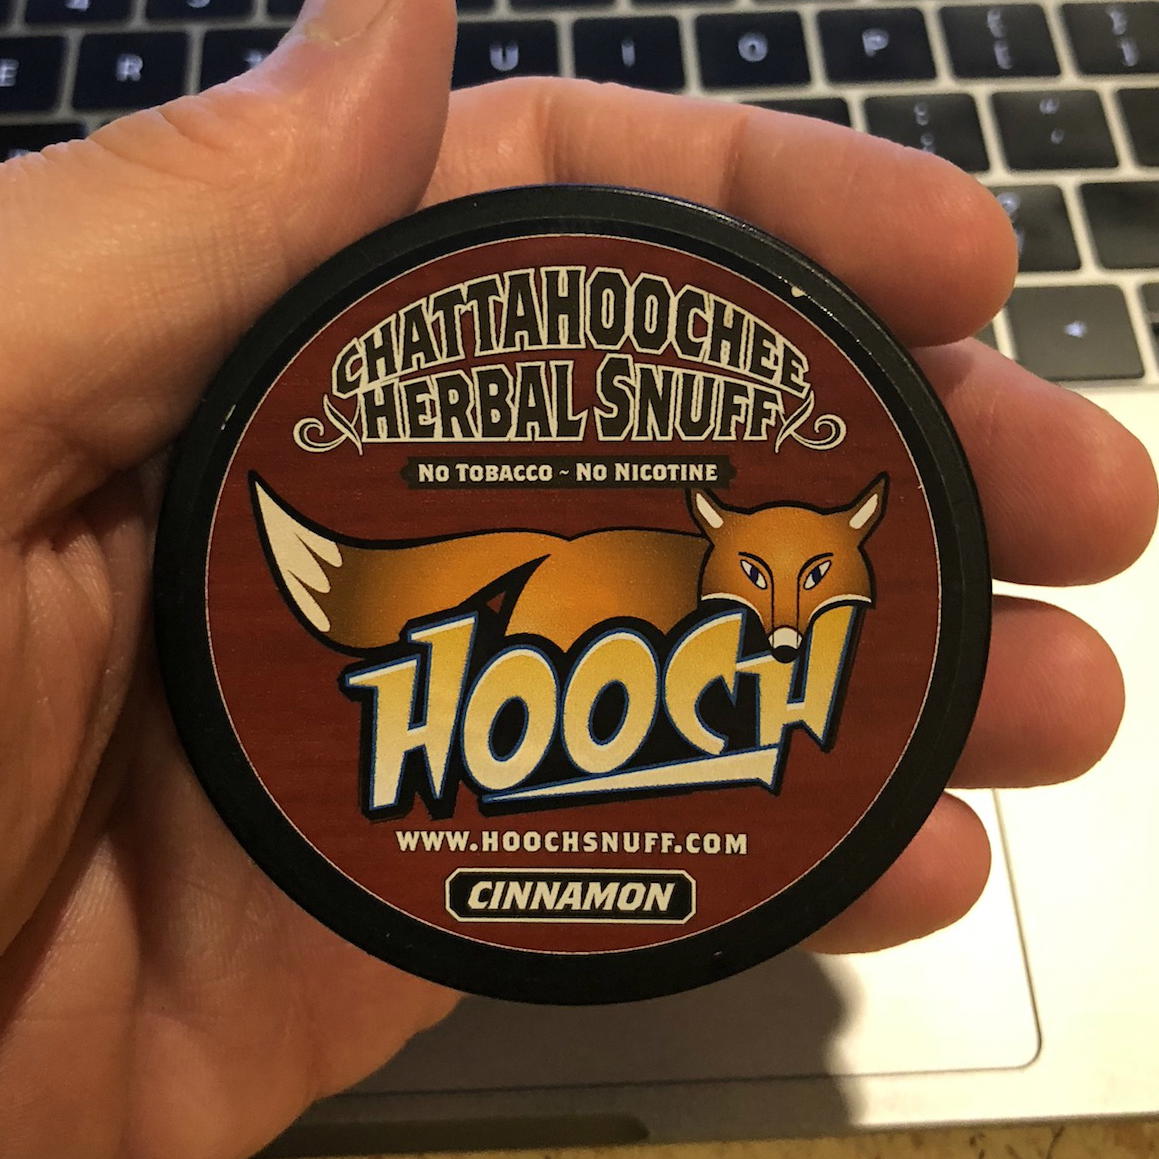 E R U I O P
CHATTAHOOCHEE
HERBAL SNUFF
NO TOBACCO ~ NO NICOTINE
HOOCH
WWW.HOOCHSNUFF.COM
CINNAMON